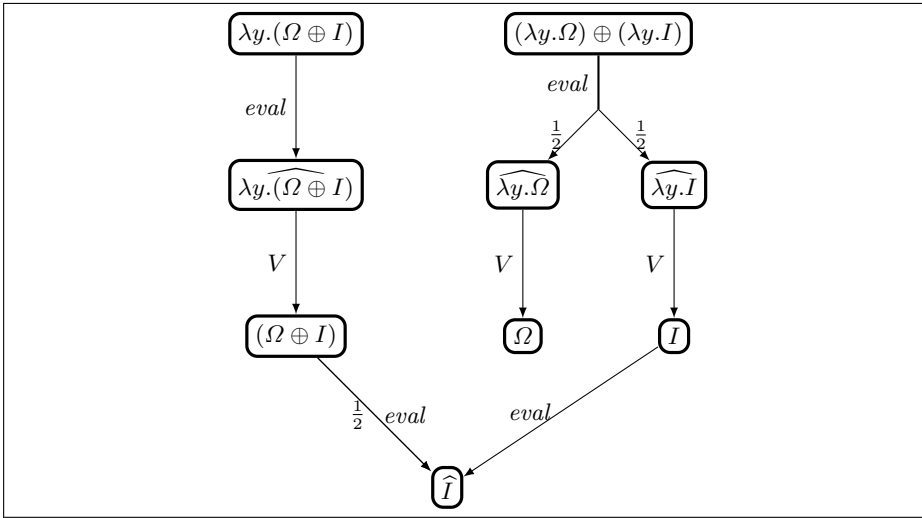 λy.(Ω ⊕ I) (λy.Ω) ⊕ (λy.I)
eval eval
1/2 1/2
λy.(Ω ⊕ I)^ λy.Ω^ λy.I^
V V V
(Ω ⊕ I) Ω I
1/2 eval eval
Î